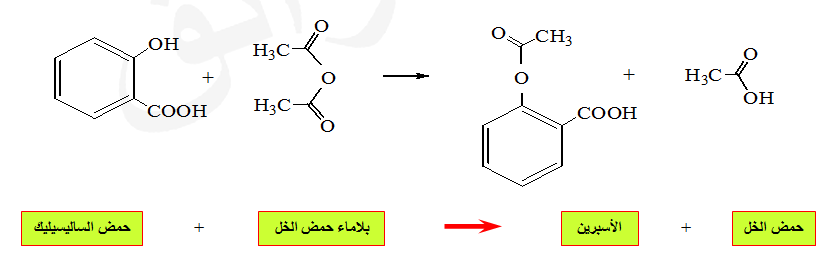 OH
COOH
+
H3C
O
O
H3C
O
O
CH3
O
COOH
+
H3C
O
OH
حمض الساليسيليك + بلاماء حمض الخل الأسبرين + حمض الخل